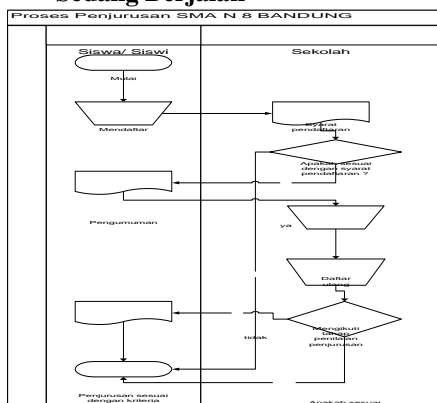 Sedang Berjalan
Proses Penjurusan SMA N 8 BANDUNG
Siswa/ Siswi
Sekolah
Mulai
Mendaftar
Syarat
pendaftaran
Apakah sesuai
dengan syarat
pendaftaran ?
Pengumuman
ya
Daftar
ulang
Mengikuti
tahap
penilaian
penjurusan
tidak
Penjurusan sesuai
dengan kriteria
Apakah sesuai